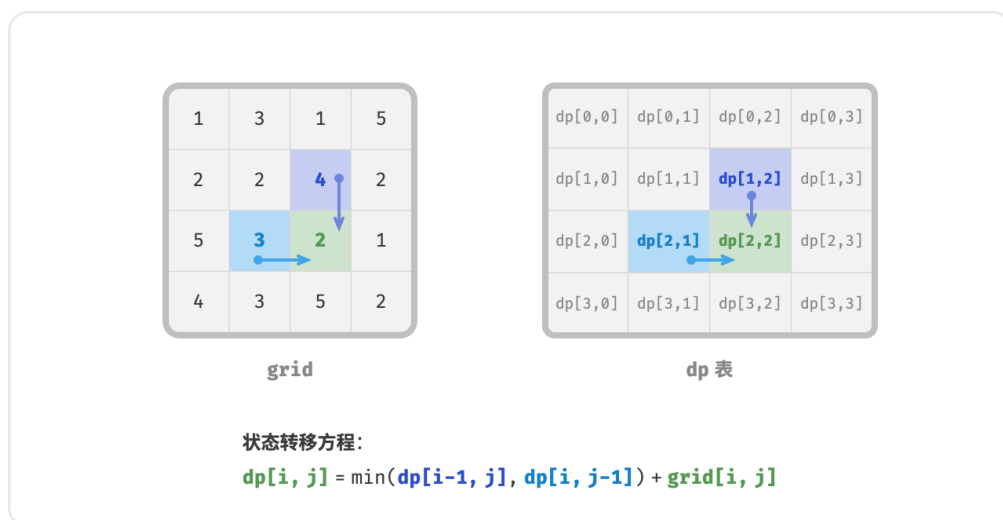 1 3 1 5 dp[0,0] dp[0,1] dp[0,2] dp[0,3]
2 2 4 2 dp[1,0] dp[1,1] dp[1,2] dp[1,3]
5 3 2 1 dp[2,0] dp[2,1] dp[2,2] dp[2,3]
4 3 5 2 dp[3,0] dp[3,1] dp[3,2] dp[3,3]
grid dp 表
状态转移方程:
dp[i, j] = min(dp[i-1, j], dp[i, j-1]) + grid[i, j]